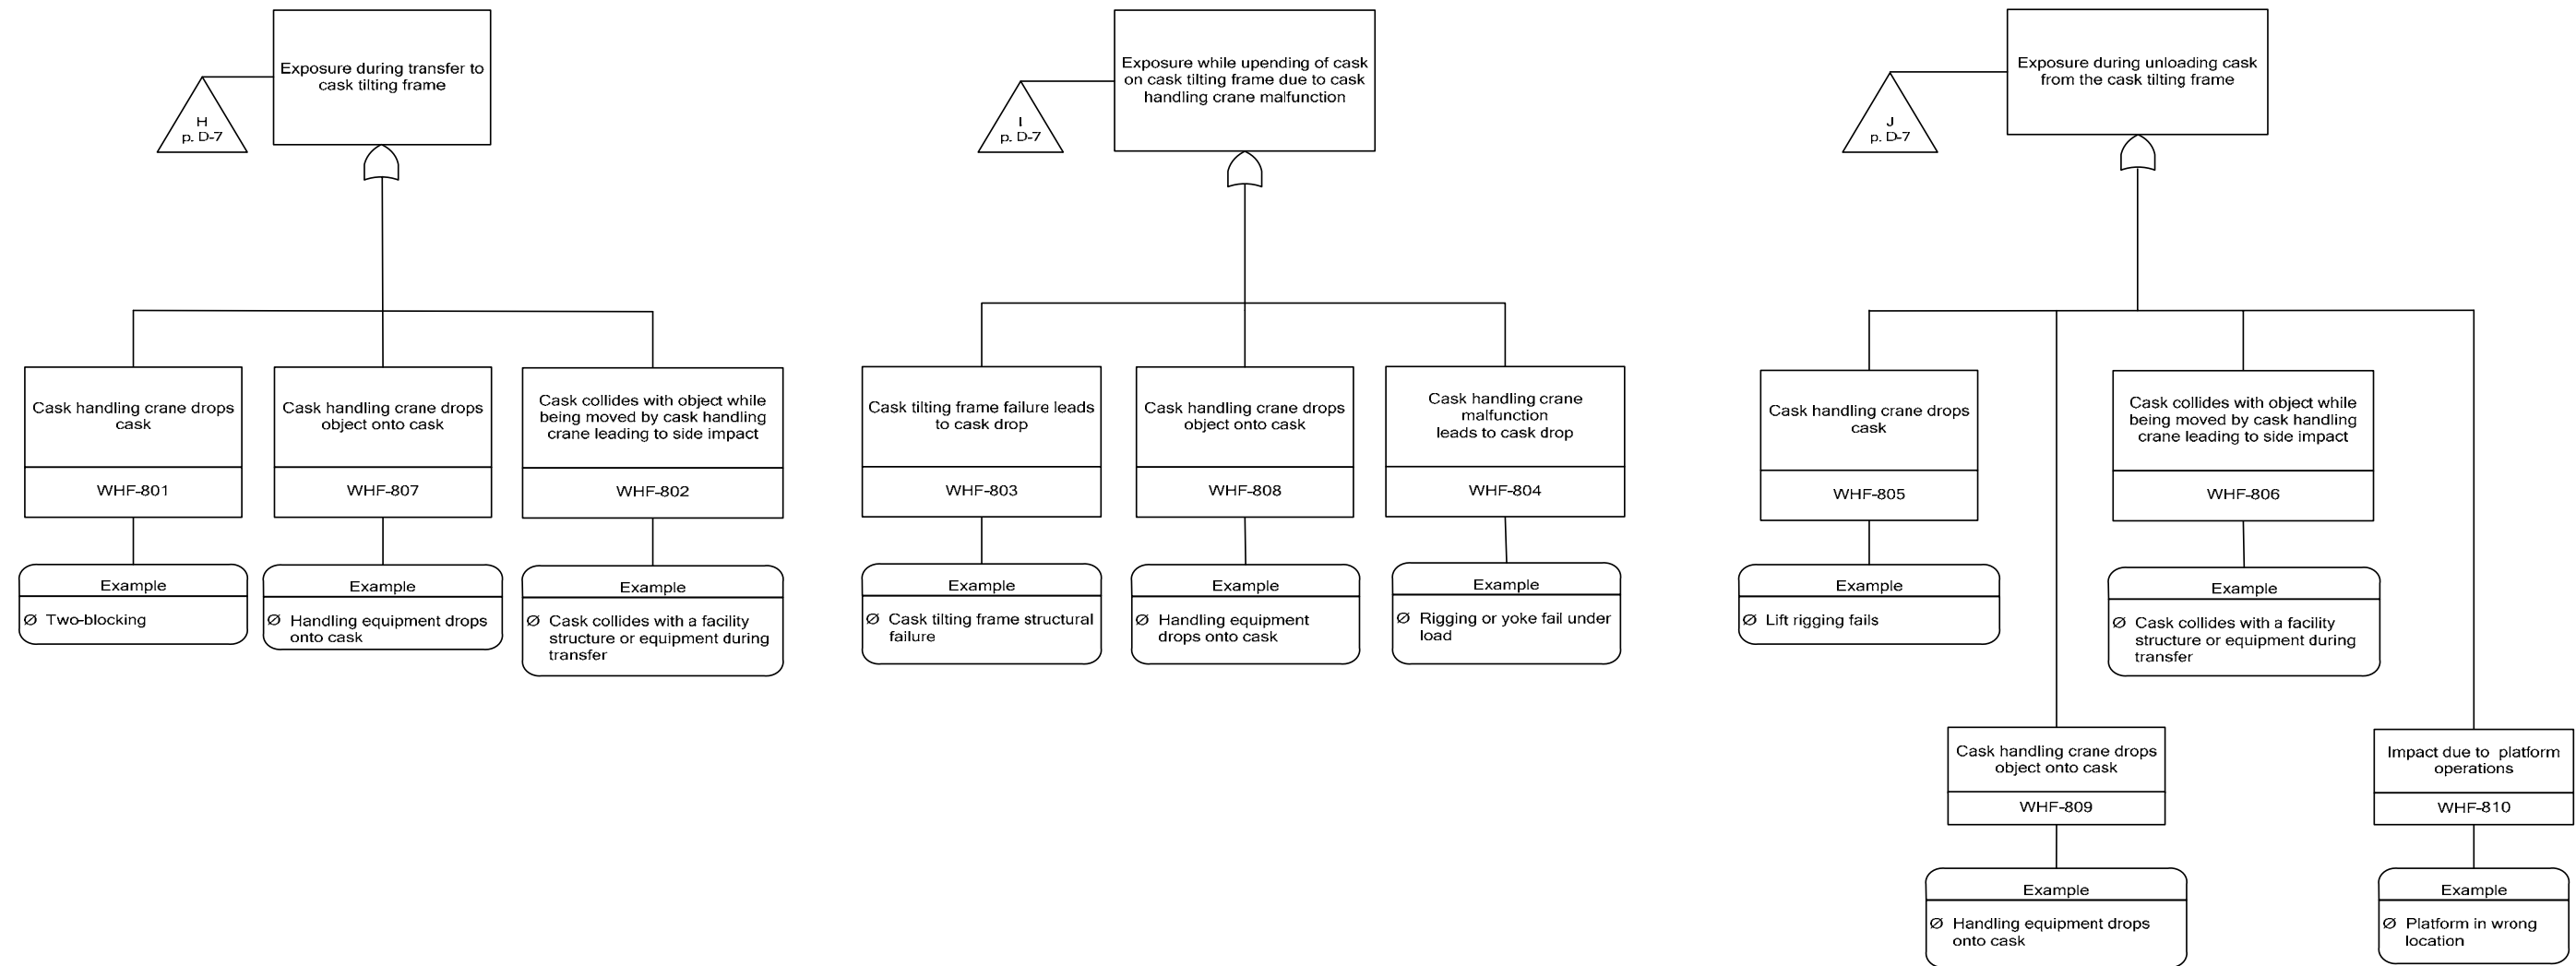 Exposure during transfer to
cask tilting frame
H
p. D-7
Cask handling crane drops
cask
WHF-801
Example
Ø Two-blocking
Cask handling crane drops
object onto cask
WHF-807
Example
Ø Handling equipment drops
onto cask
Cask collides with object while
being moved by cask handling
crane leading to side impact
WHF-802
Example
Ø Cask collides with a facility
structure or equipment during
transfer
Exposure while upending of cask
on cask tilting frame due to cask
handling crane malfunction
I
p. D-7
Cask tilting frame failure leads
to cask drop
WHF-803
Example
Ø Cask tilting frame structural
failure
Cask handling crane drops
object onto cask
WHF-808
Example
Ø Handling equipment
drops onto cask
Cask handling crane
malfunction
leads to cask drop
WHF-804
Example
Ø Rigging or yoke fail under
load
Exposure during unloading cask
from the cask tilting frame
J
p. D-7
Cask handling crane drops
cask
WHF-805
Example
Ø Lift rigging fails
Cask collides with object while
being moved by cask handling
crane leading to side impact
WHF-806
Example
Ø Cask collides with a facility
structure or equipment during
transfer
Cask handling crane drops
object onto cask
WHF-809
Example
Ø Handling equipment drops
onto cask
Impact due to platform
operations
WHF-810
Example
Ø Platform in wrong
location